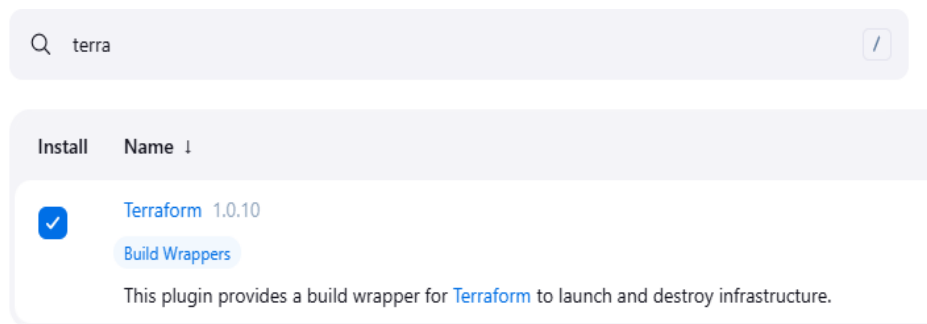 terra /
Install Name ↓
Terraform 1.0.10
Build Wrappers
This plugin provides a build wrapper for Terraform to launch and destroy infrastructure.